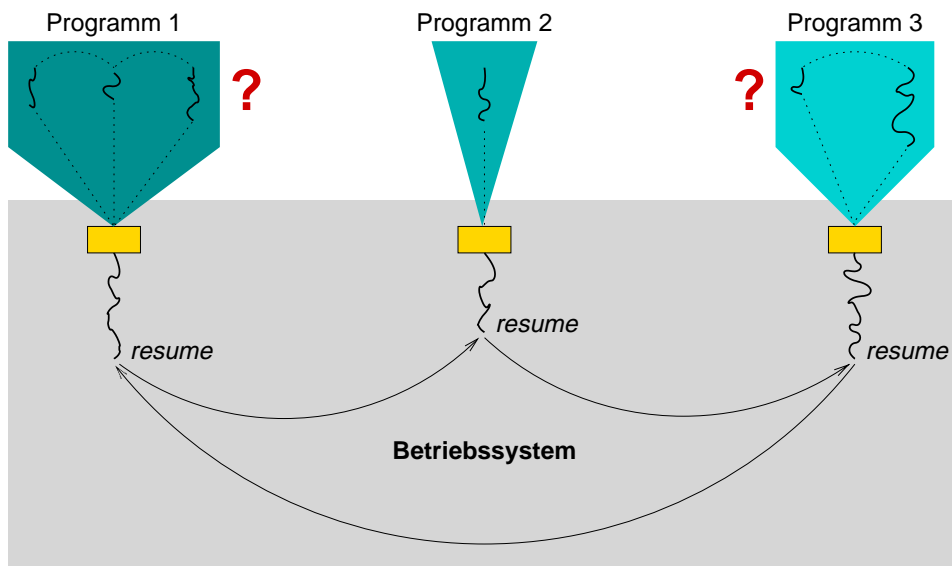 Programm 1
Programm 2
Programm 3
?
?
resume
resume
resume
Betriebssystem